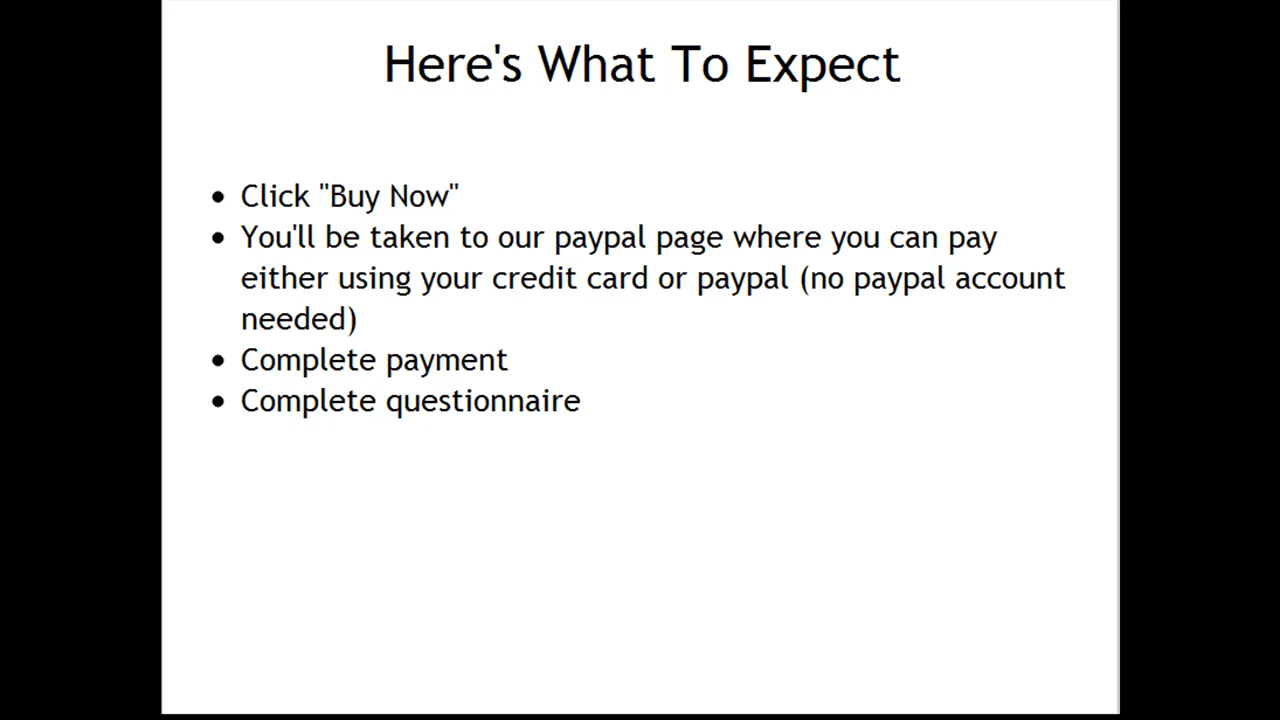 Here's What To Expect
• Click "Buy Now"
• You'll be taken to our paypal page where you can pay
either using your credit card or paypal (no paypal account
needed)
• Complete payment
• Complete questionnaire